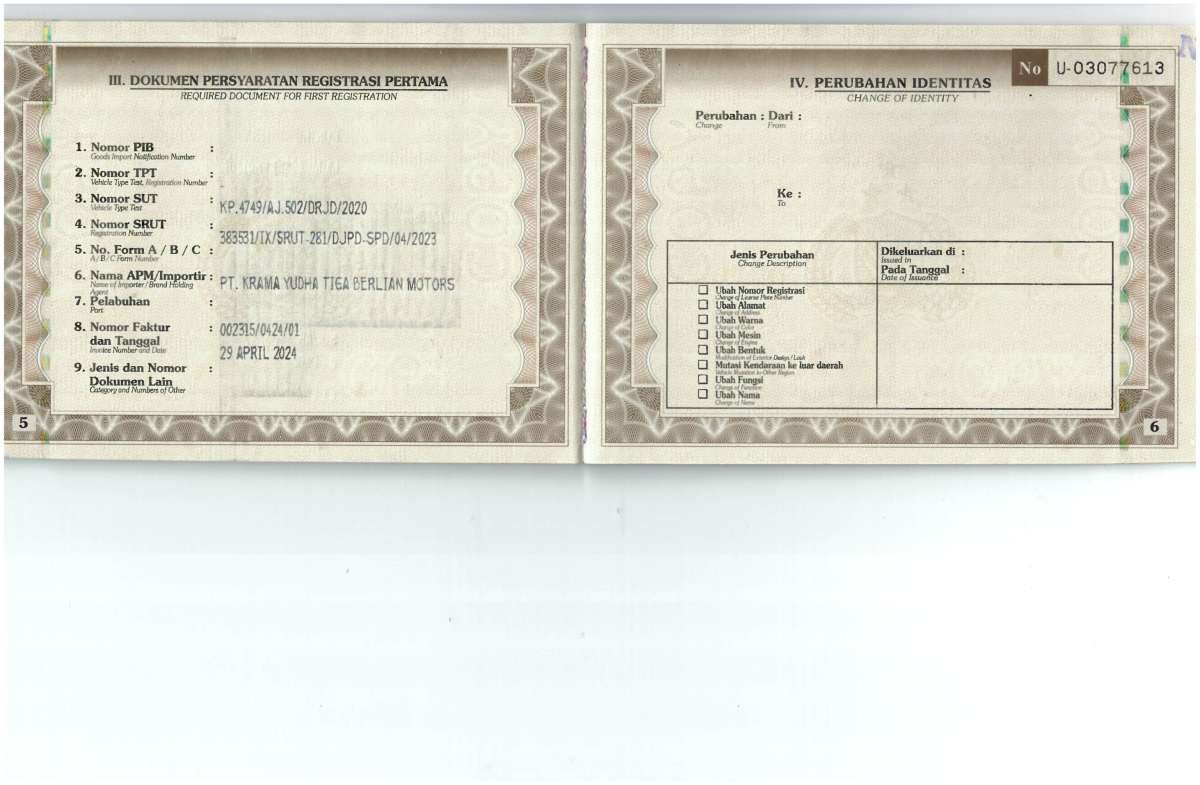 III. DOKUMEN PERSYARATAN REGISTRASI PERTAMA
REQUIRED DOCUMENT FOR FIRST REGISTRATION
1. Nomor PIB :
Goods Import Notification Number
2. Nomor TPT :
Vehicle Type Test, Registration Number
3. Nomor SUT : KP.4749/AJ.502/DRJD/2020
Vehicle Type Test
4. Nomor SRUT : 383531/IX/SRUT-281/DJPD-SPD/04/2023
Registration Number
5. No. Form A / B / C :
A / B / C Form Number
6. Nama APM/Importir : PT. KRAMA YUDHA TIGA BERLIAN MOTORS
Name of Importer / Brand Holding
Agent
7. Pelabuhan :
Port
8. Nomor Faktur : 002315/0424/01
dan Tanggal 29 APRIL 2024
Invoice Number and Date
9. Jenis dan Nomor :
Dokumen Lain
Category and Numbers of Other
5
No U-03077613
IV. PERUBAHAN IDENTITAS
CHANGE OF IDENTITY
Perubahan : Dari :
Change From
Ke :
To
Jenis Perubahan
Change Description
Dikeluarkan di :
Issued in
Pada Tanggal :
Date of Issuance
Ubah Nomor Registrasi
Change of License Plate Number
Ubah Alamat
Change of Address
Ubah Warna
Change of Color
Ubah Mesin
Change of Engine
Ubah Bentuk
Modification of Exterior Design / Look
Mutasi Kendaraan ke luar daerah
Vehicle Mutation to Other Region
Ubah Fungsi
Change of Function
Ubah Nama
Change of Name
6